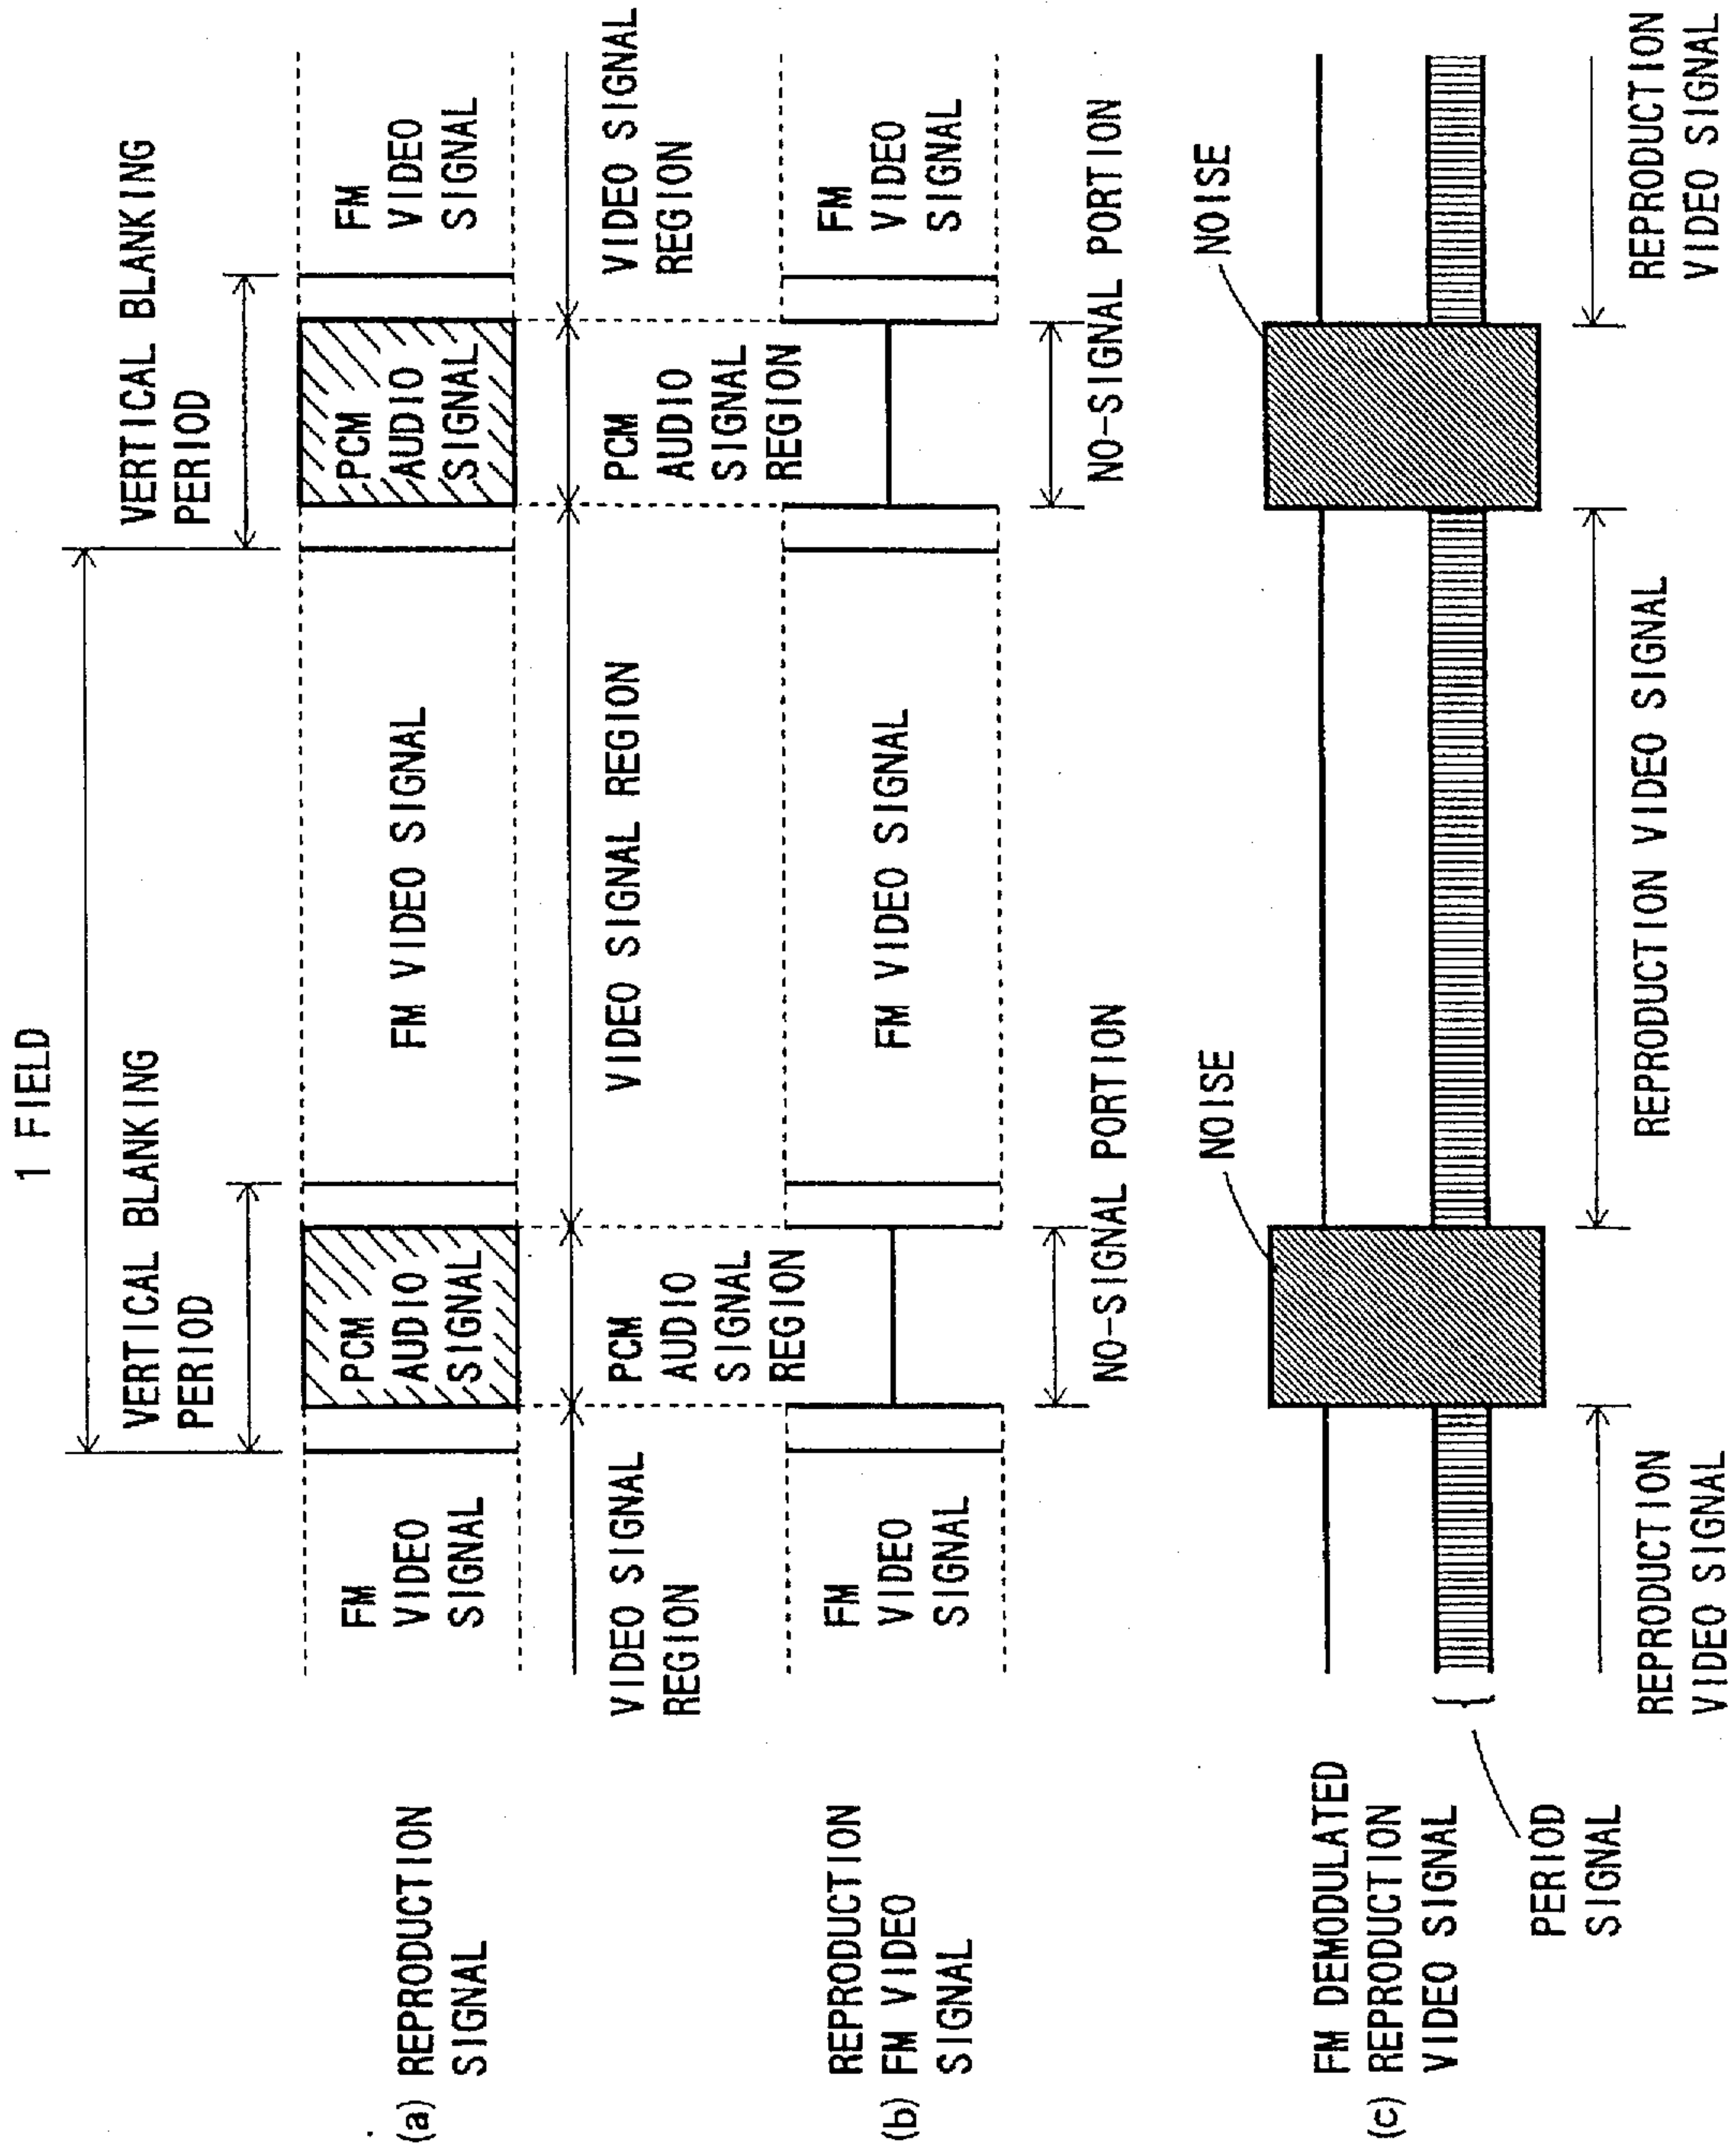 1 FIELD
VERTICAL BLANKING
PERIOD
VERTICAL BLANKING
PERIOD
(a) REPRODUCTION
SIGNAL
FM
VIDEO
SIGNAL
PCM
AUDIO
SIGNAL
FM VIDEO SIGNAL
PCM
AUDIO
SIGNAL
FM
VIDEO
SIGNAL
VIDEO SIGNAL
REGION
PCM
AUDIO
SIGNAL
REGION
VIDEO SIGNAL REGION
PCM
AUDIO
SIGNAL
REGION
VIDEO SIGNAL
REGION
REPRODUCTION
(b) FM VIDEO
SIGNAL
FM
VIDEO
SIGNAL
FM VIDEO SIGNAL
FM
VIDEO
SIGNAL
NO-SIGNAL PORTION
NO-SIGNAL PORTION
NOISE
NOISE
FM DEMODULATED
(c) REPRODUCTION
VIDEO SIGNAL
PERIOD
SIGNAL
REPRODUCTION
VIDEO SIGNAL
REPRODUCTION VIDEO SIGNAL
REPRODUCTION
VIDEO SIGNAL